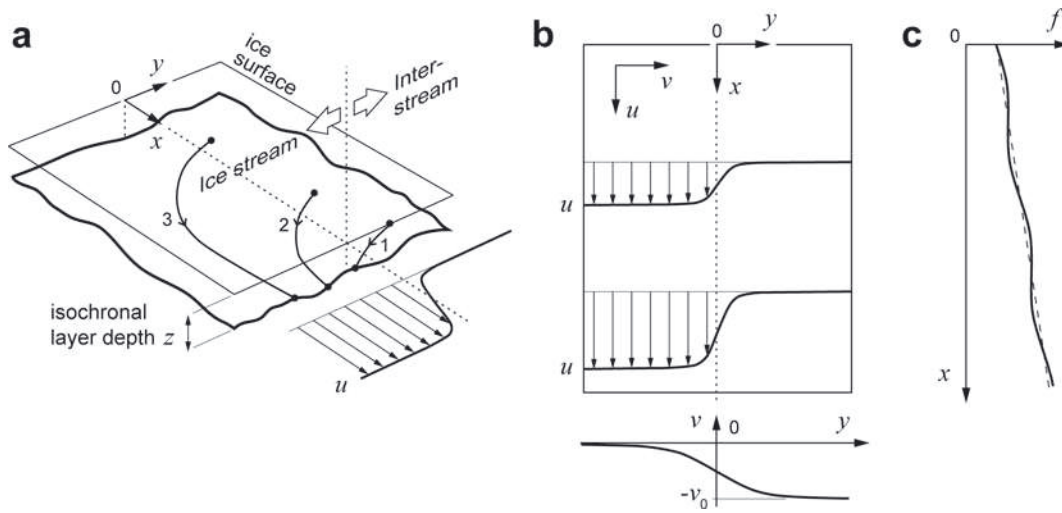 a
0
y
x
ice
surface
Inter-
stream
Ice stream
3
2
1
isochronal
layer depth z
u
b
0
y
x
v
u
u
u
v
0
y
-v0
c
0
f
x